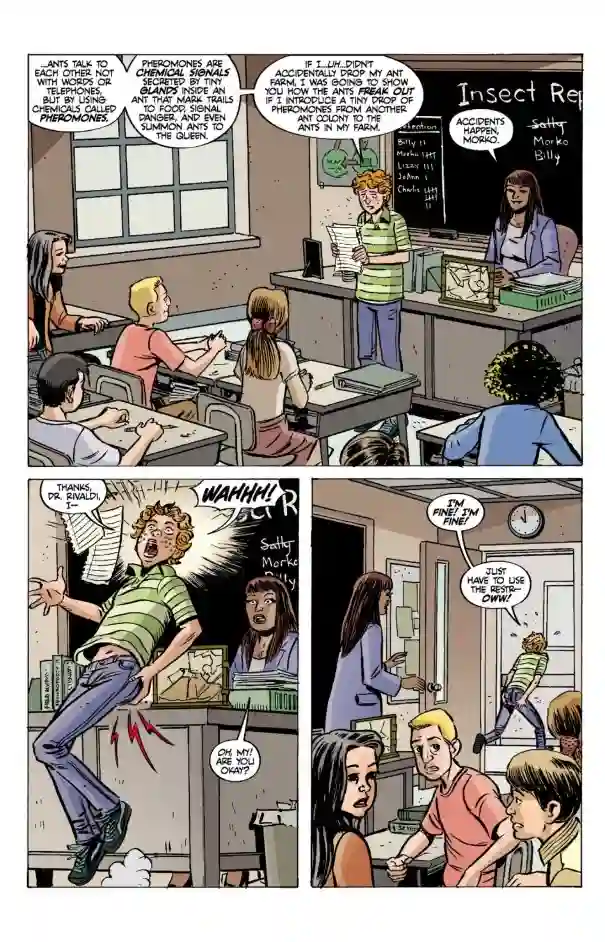 ...ANTS TALK TO
EACH OTHER NOT
WITH WORDS OR
TELEPHONES,
BUT BY USING
CHEMICALS CALLED
PHEROMONES.
PHEROMONES ARE
CHEMICAL SIGNALS
SECRETED BY TINY
GLANDS INSIDE AN
ANT THAT MARK TRAILS
TO FOOD, SIGNAL
DANGER, AND EVEN
SUMMON ANTS TO
THE QUEEN.
IF I...UH...DIDN'T
ACCIDENTALLY DROP MY ANT
FARM, I WAS GOING TO SHOW
YOU HOW THE ANTS FREAK OUT
IF I INTRODUCE A TINY DROP OF
PHEROMONES FROM ANOTHER
ANT COLONY TO THE
ANTS IN MY FARM.
Insect Rep
ACCIDENTS
HAPPEN,
MORKO.
Sally
Morko
Billy
Detention
Billy II
Morko
Lizzy III
JoAnn I
Charlie
THANKS,
DR. RIVALDI,
I--
WAHHH!
Sally
Morko
Billy
OH, MY!
ARE YOU
OKAY?
I'M
FINE! I'M
FINE!
JUST
HAVE TO USE
THE RESTR--
OWW!